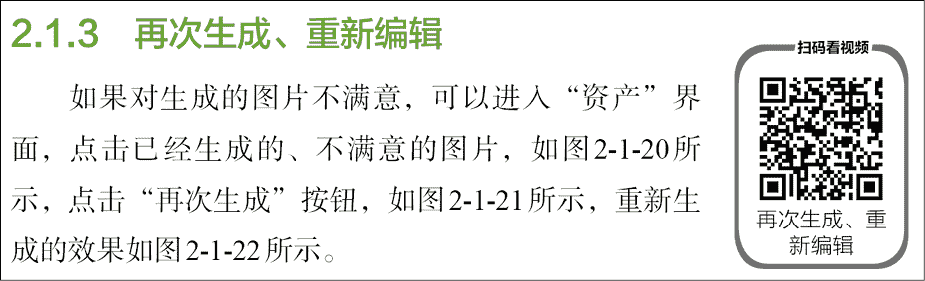 2.1.3 再次生成、重新编辑
如果对生成的图片不满意，可以进入“资产”界
面，点击已经生成的、不满意的图片，如图2-1-20所
示，点击“再次生成”按钮，如图2-1-21所示，重新生
成的效果如图2-1-22所示。
扫码看视频
再次生成、重
新编辑